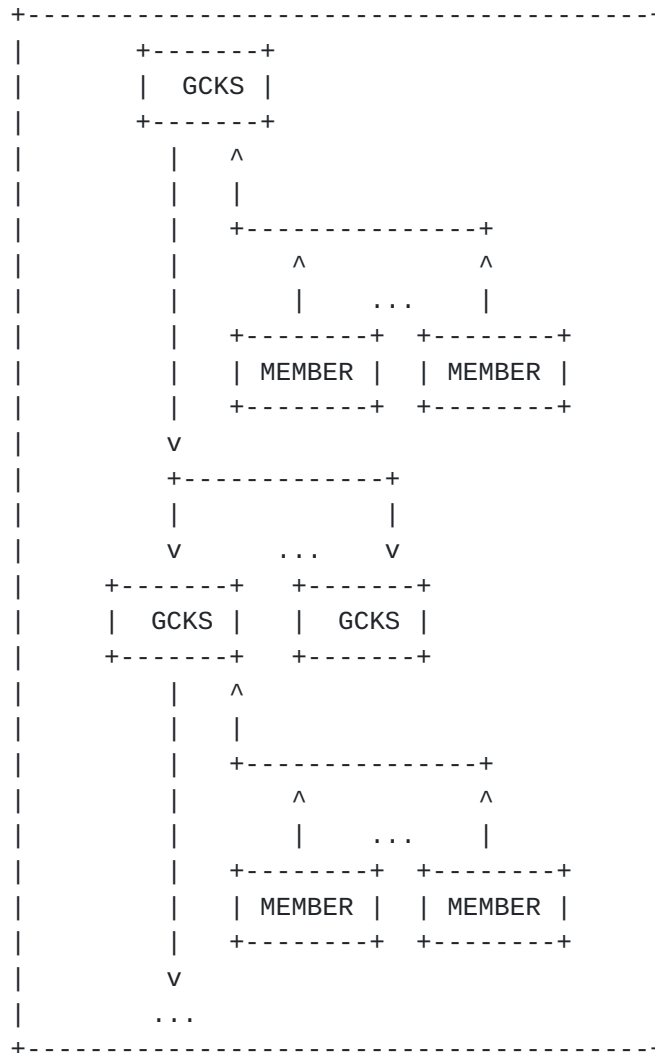 +-----------------------------------------
|       +-------+
|       |  GCKS |
|       +-------+
|         |   ^
|         |   |
|         |   +---------------+
|         |       ^           ^
|         |       |    ...    |
|         |   +--------+  +--------+
|         |   | MEMBER |  | MEMBER |
|         |   +--------+  +--------+
|         v
|         +-------------+
|         |             |
|         v      ...    v
|     +-------+   +-------+
|     |  GCKS |   |  GCKS |
|     +-------+   +-------+
|         |   ^
|         |   |
|         |   +---------------+
|         |       ^           ^
|         |       |    ...    |
|         |   +--------+  +--------+
|         |   | MEMBER |  | MEMBER |
|         |   +--------+  +--------+
|         v
|        ...
+-----------------------------------------